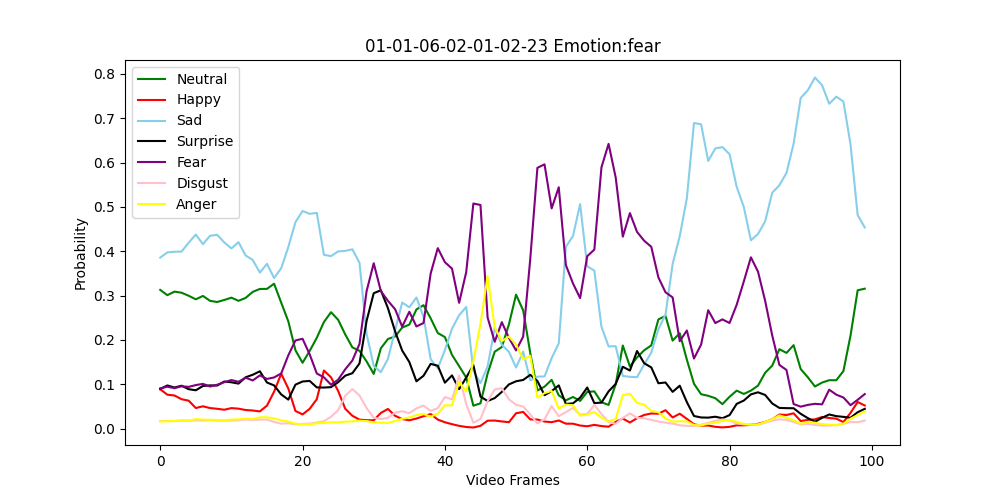 01-01-06-02-01-02-23 Emotion:fear
Neutral
Happy
Sad
Surprise
Fear
Disgust
Anger
Probability
0.8
0.7
0.6
0.5
0.4
0.3
0.2
0.1
0.0
0
20
40
60
80
100
Video Frames